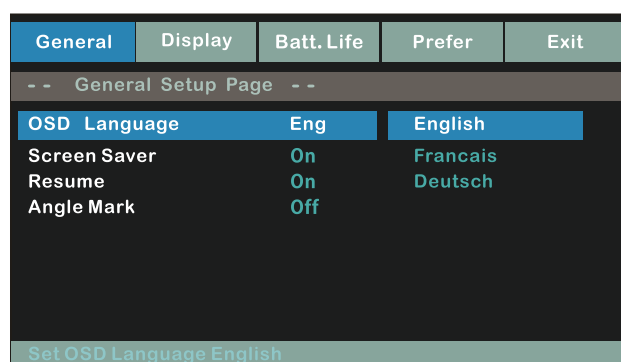 General Display Batt. Life Prefer Exit
-- General Setup Page --
OSD Language Eng English
Screen Saver On Francais
Resume On Deutsch
Angle Mark Off
Set OSD Language English